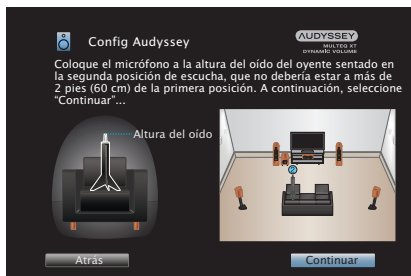 Config Audyssey
AUDYSSEY
MULTEQ XT
DYNAMIC VOLUME
Coloque el micrófono a la altura del oído del oyente sentado en
la segunda posición de escucha, que no debería estar a más de
2 pies (60 cm) de la primera posición. A continuación, seleccione
“Continuar”...
Altura del oído
2
Atrás
Continuar